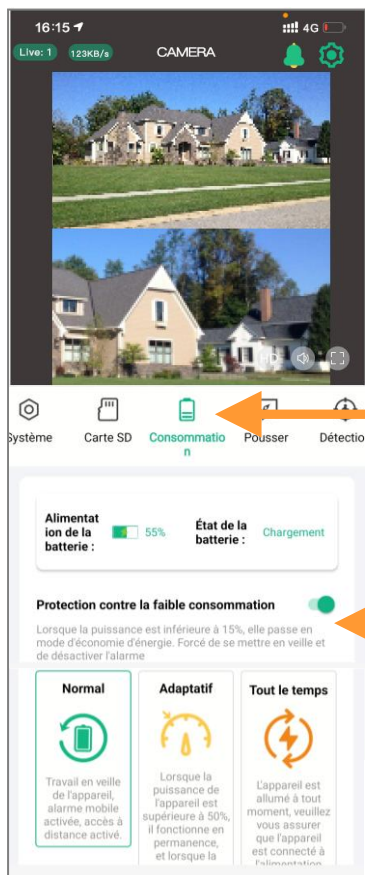 16:15
4G
Live: 1
123KB/s
CAMERA
HD
Système
Carte SD
Consommatio
n
Pousser
Détectio
Alimentat
ion de la
batterie :
55%
État de la
batterie :
Chargement
Protection contre la faible consommation
Lorsque la puissance est inférieure à 15%, elle passe en
mode d'économie d'énergie. Forcé de se mettre en veille et
de désactiver l'alarme
Normal
Travail en veille
de l'appareil,
alarme mobile
activée, accès à
distance activé.
Adaptatif
Lorsque la
puissance de
l'appareil est
supérieure à 50%,
il fonctionne en
permanence,
et lorsque la
Tout le temps
L'appareil est
allumé à tout
moment, veuillez
vous assurer
que l'appareil
est connecté à
l'alimentation